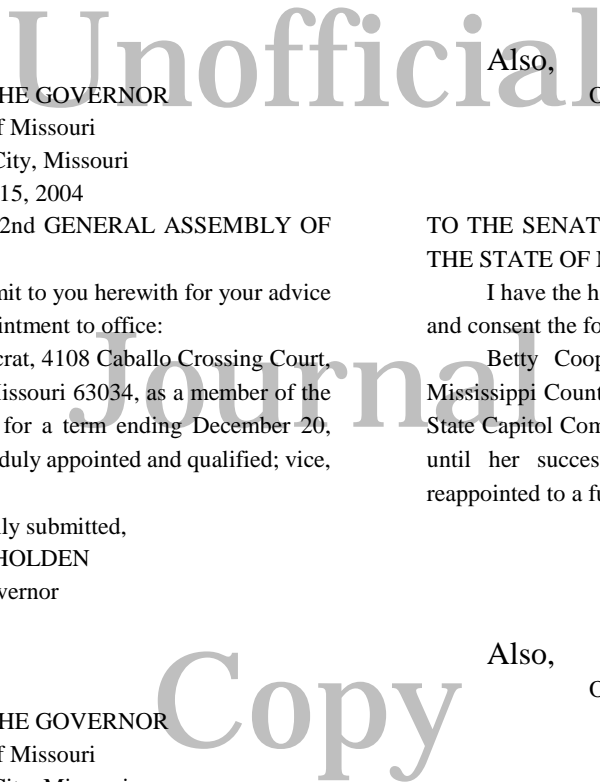 Unofficial
Journal
Copy
HE GOVERNOR
f Missouri
City, Missouri
15, 2004
2nd GENERAL ASSEMBLY OF
mit to you herewith for your advice
intment to office:
crat, 4108 Caballo Crossing Court,
Missouri 63034, as a member of the
for a term ending December 20,
duly appointed and qualified; vice,
lly submitted,
HOLDEN
vernor
HE GOVERNOR
f Missouri
City, Missouri
Also,
TO THE SENAT
THE STATE OF
I have the h
and consent the fo
Betty Coop
Mississippi Count
State Capitol Com
until her succes
reappointed to a fu
Also,